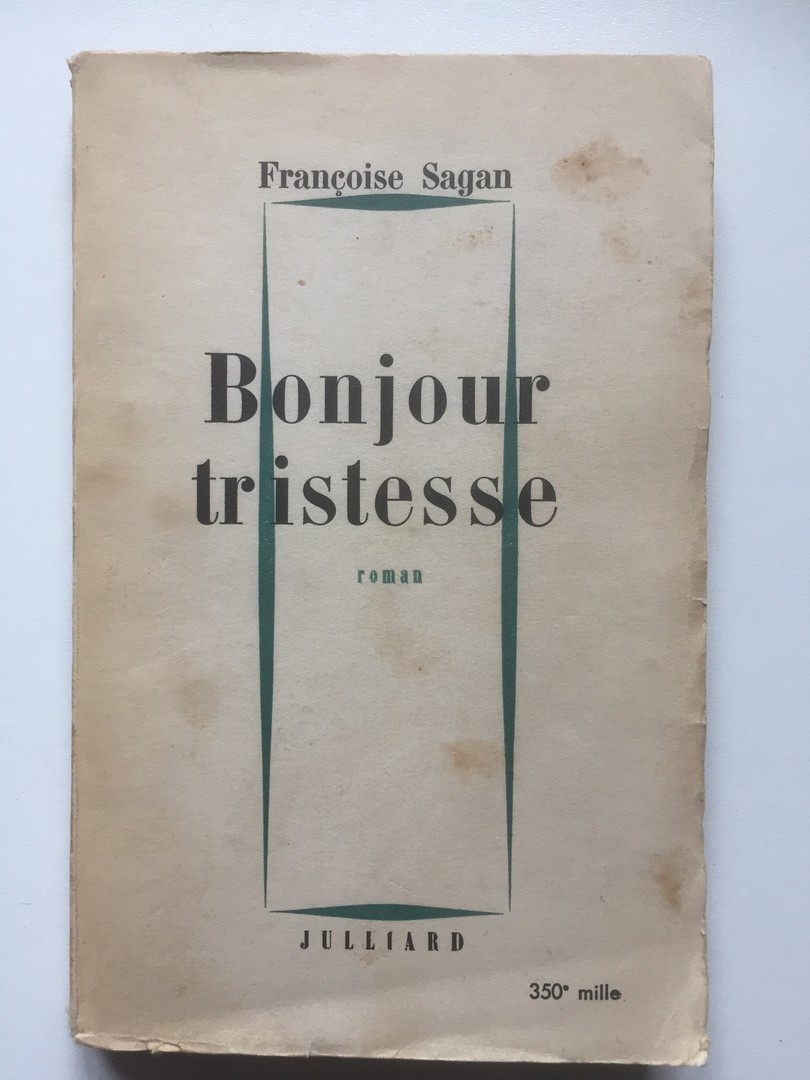 Françoise Sagan
Bonjour
tristesse
roman
JULLIARD
350e mille